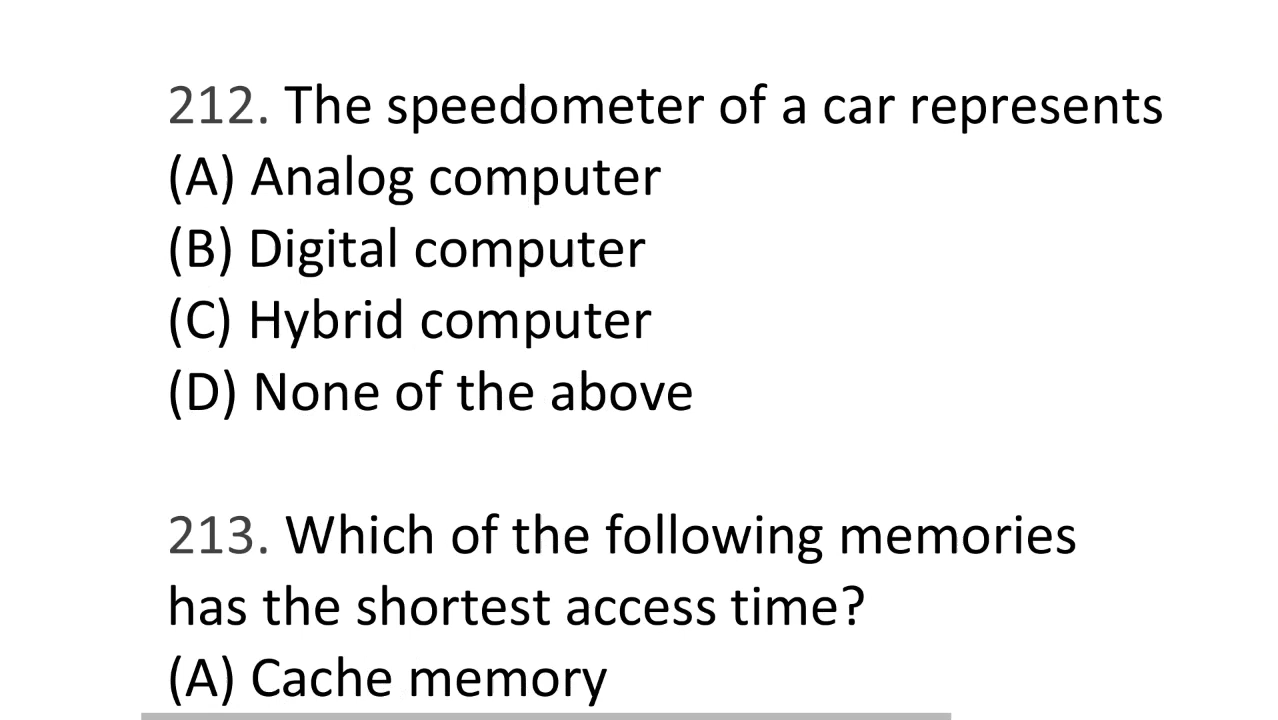 212. The speedometer of a car represents
(A) Analog computer
(B) Digital computer
(C) Hybrid computer
(D) None of the above
213. Which of the following memories
has the shortest access time?
(A) Cache memory